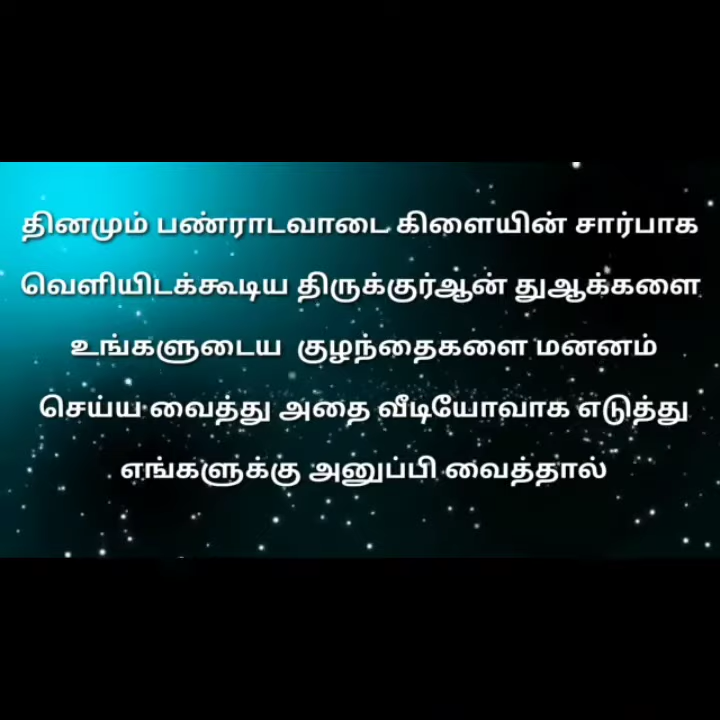 தினமும் பண்ராடவாடை கிளையின் சார்பாக
வெளியிடக்கூடிய திருக்குர்ஆன் துஆக்களை
உங்களுடைய குழந்தைகளை மனனம்
செய்ய வைத்து அதை வீடியோவாக எடுத்து
எங்களுக்கு அனுப்பி வைத்தால்